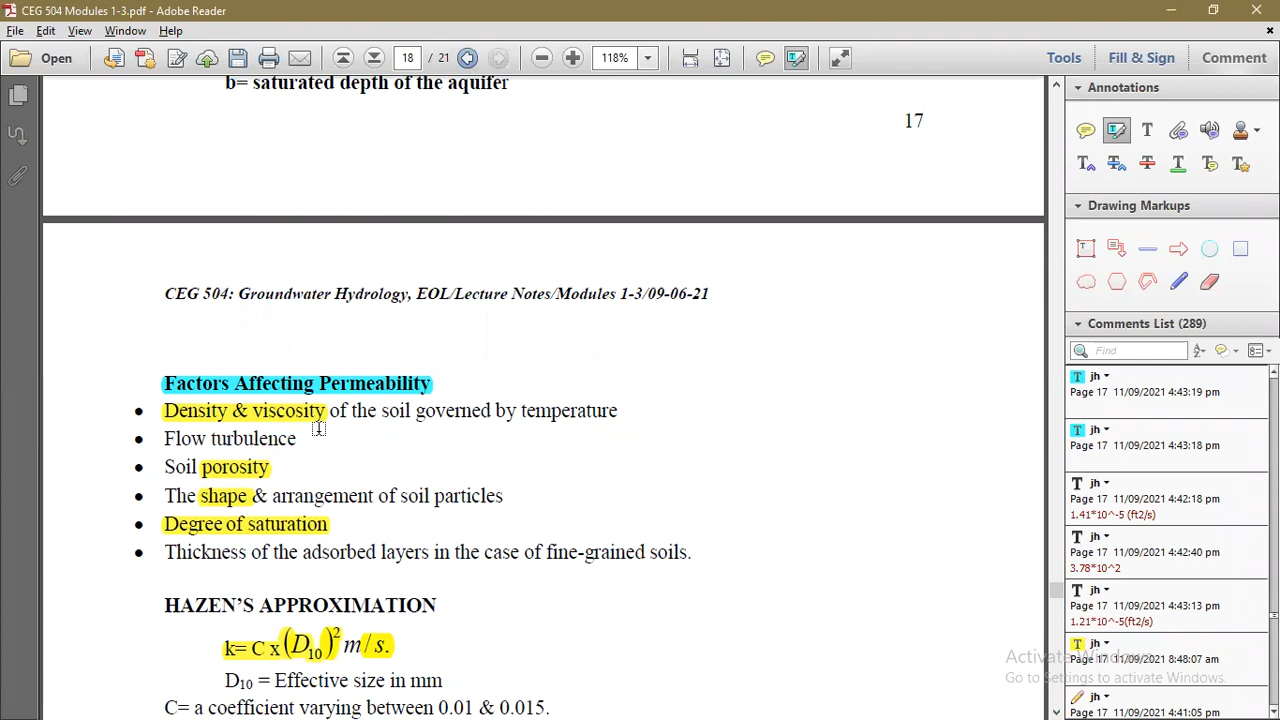 CEG 504 Modules 1-3.pdf - Adobe Reader
File Edit View Window Help
Open 18 / 21 118% Tools Fill & Sign Comment
b= saturated depth of the aquifer
17
CEG 504: Groundwater Hydrology, EOL/Lecture Notes/Modules 1-3/09-06-21
Factors Affecting Permeability
• Density & viscosity of the soil governed by temperature
• Flow turbulence
• Soil porosity
• The shape & arrangement of soil particles
• Degree of saturation
• Thickness of the adsorbed layers in the case of fine-grained soils.
HAZEN'S APPROXIMATION
k= C x (D₁₀)² m/s.
D₁₀ = Effective size in mm
C= a coefficient varying between 0.01 & 0.015.
Annotations
Drawing Markups
Comments List (289)
Find
jh
Page 17 11/09/2021 4:43:19 pm
jh
Page 17 11/09/2021 4:43:18 pm
jh
Page 17 11/09/2021 4:42:18 pm
1.41*10^-5 (ft2/s)
jh
Page 17 11/09/2021 4:42:40 pm
3.78*10^2
jh
Page 17 11/09/2021 4:43:13 pm
1.21*10^-5(ft2/s)
jh
Page 17 11/09/2021 8:48:07 am
jh
Page 17 11/09/2021 4:41:05 pm
Activate Windows
Go to Settings to activate Windows.